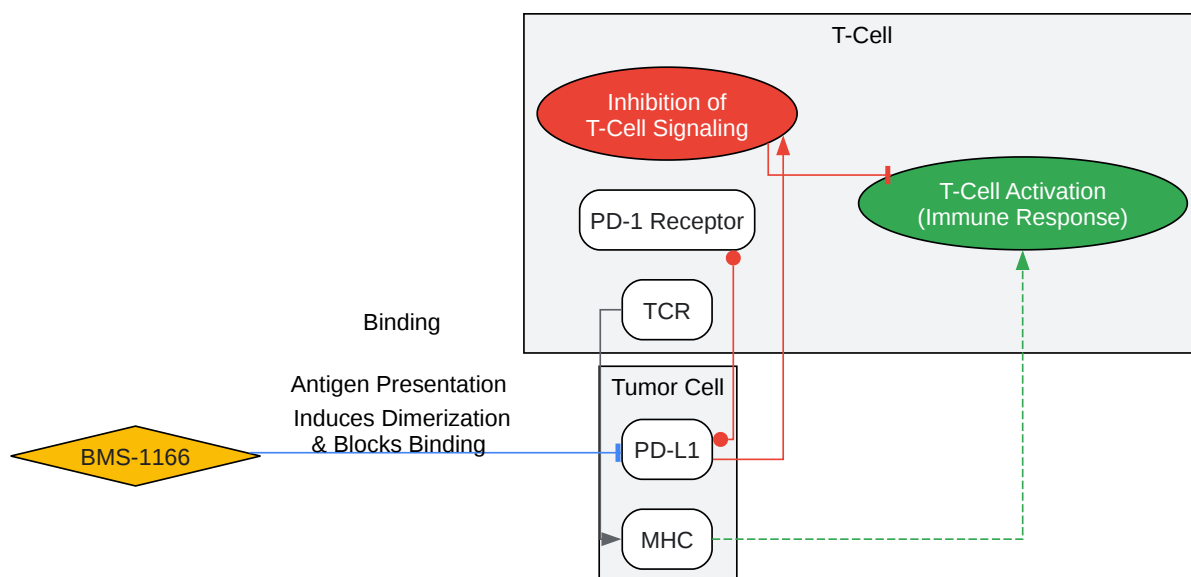 T-Cell
Inhibition of
T-Cell Signaling
T-Cell Activation
(Immune Response)
PD-1 Receptor
TCR
Binding
Antigen Presentation
Induces Dimerization
& Blocks Binding
Tumor Cell
BMS-1166
PD-L1
MHC